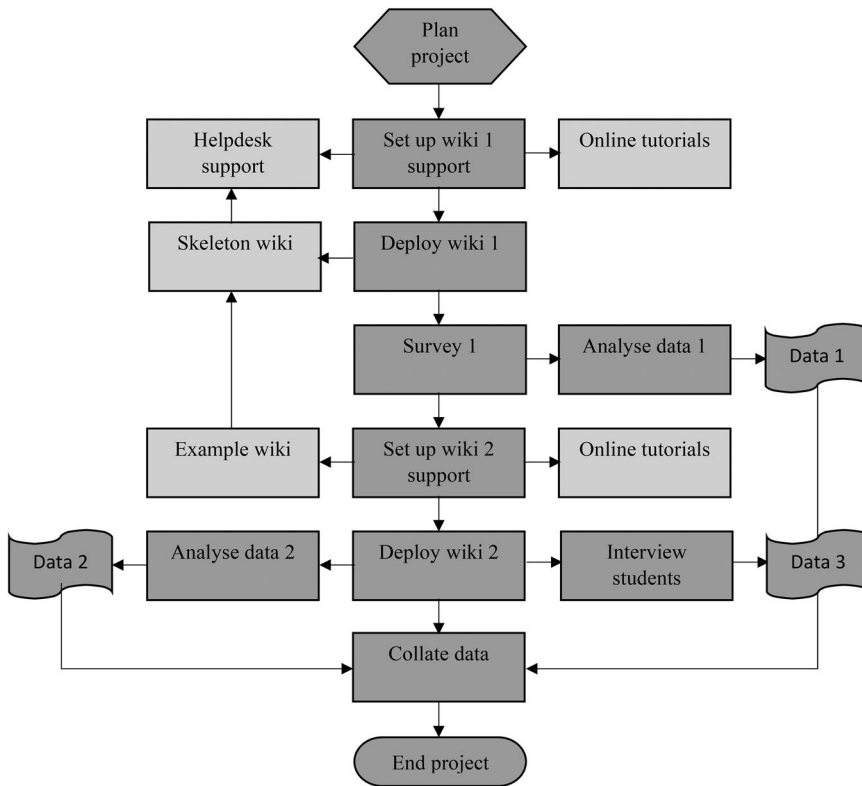 Plan
project
Helpdesk
support
Set up wiki 1
support
Online tutorials
Skeleton wiki
Deploy wiki 1
Survey 1
Analyse data 1
Data 1
Example wiki
Set up wiki 2
support
Online tutorials
Data 2
Analyse data 2
Deploy wiki 2
Interview
students
Data 3
Collate data
End project